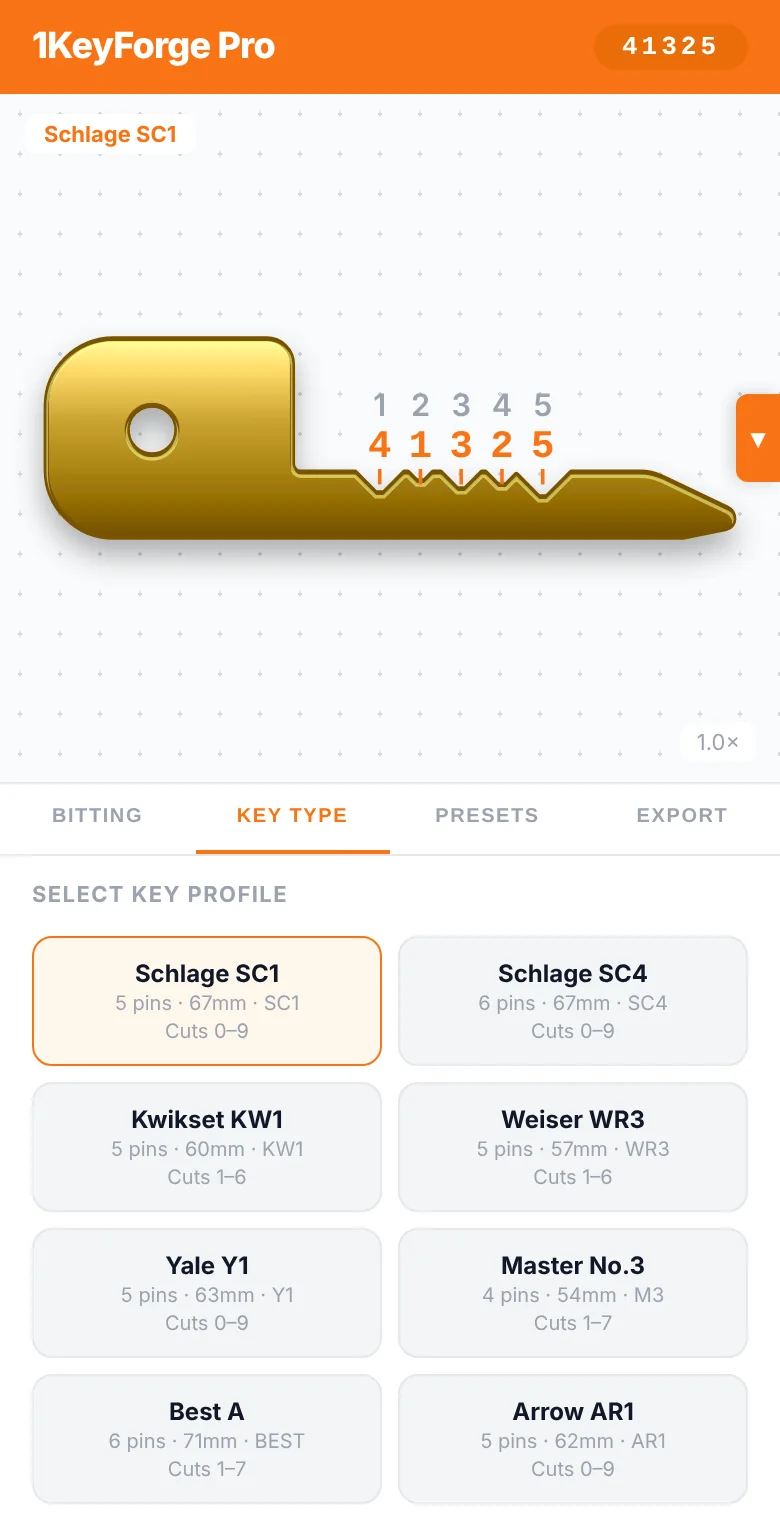 1KeyForge Pro
41325
Schlage SC1
1 2 3 4 5
4 1 3 2 5
▼
1.0×
BITTING
KEY TYPE
PRESETS
EXPORT
SELECT KEY PROFILE
Schlage SC1
5 pins · 67mm · SC1
Cuts 0–9
Schlage SC4
6 pins · 67mm · SC4
Cuts 0–9
Kwikset KW1
5 pins · 60mm · KW1
Cuts 1–6
Weiser WR3
5 pins · 57mm · WR3
Cuts 1–6
Yale Y1
5 pins · 63mm · Y1
Cuts 0–9
Master No.3
4 pins · 54mm · M3
Cuts 1–7
Best A
6 pins · 71mm · BEST
Cuts 1–7
Arrow AR1
5 pins · 62mm · AR1
Cuts 0–9